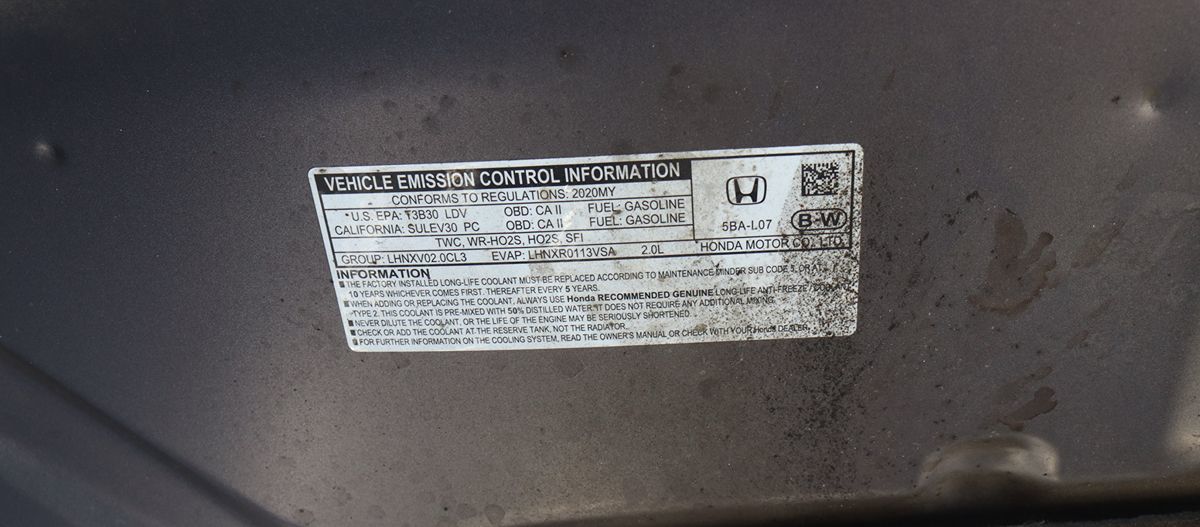 VEHICLE EMISSION CONTROL INFORMATION
CONFORMS TO REGULATIONS: 2020MY
*U.S. EPA: T3B30 LDV OBD: CA II FUEL: GASOLINE
CALIFORNIA: SULEV30 PC OBD: CA II FUEL: GASOLINE
TWC, WR-HO2S, HO2S, SFI
GROUP: LHNXV02.0CL3 EVAP: LHNXR0113VSA 2.0L
5BA-L07 B-W
HONDA MOTOR CO., LTD.
INFORMATION
■ THE FACTORY INSTALLED LONG-LIFE COOLANT MUST BE REPLACED ACCORDING TO MAINTENANCE MINDER SUB CODE 5, OR AT
10 YEARS WHICHEVER COMES FIRST. THEREAFTER EVERY 5 YEARS.
■ WHEN ADDING OR REPLACING THE COOLANT, ALWAYS USE Honda RECOMMENDED GENUINE LONG-LIFE ANTI-FREEZE / COOLANT
TYPE 2. THIS COOLANT IS PRE-MIXED WITH 50% DISTILLED WATER. IT DOES NOT REQUIRE ANY ADDITIONAL MIXING.
■ NEVER DILUTE THE COOLANT, OR THE LIFE OF THE ENGINE MAY BE SERIOUSLY SHORTENED.
■ CHECK OR ADD THE COOLANT AT THE RESERVE TANK, NOT THE RADIATOR.
■ FOR FURTHER INFORMATION ON THE COOLING SYSTEM, READ THE OWNER'S MANUAL OR CHECK WITH YOUR Honda DEALER.